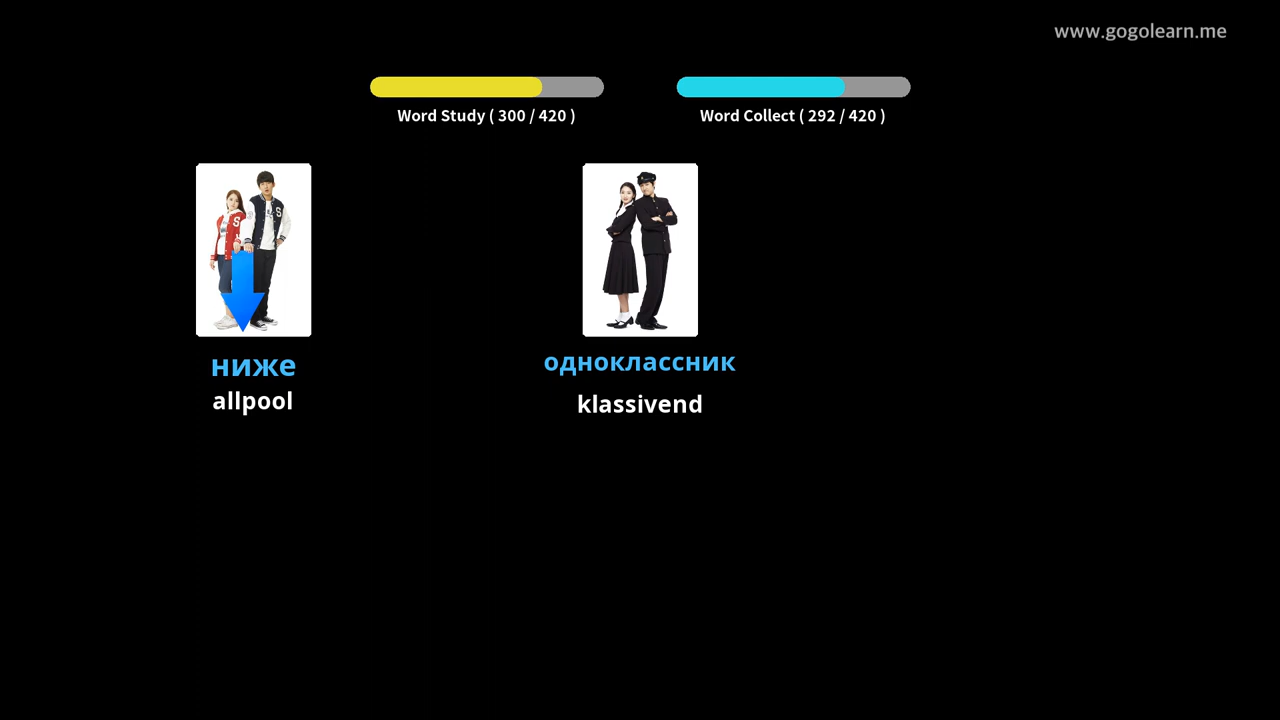 www.gogolearn.me
Word Study ( 300 / 420 )
Word Collect ( 292 / 420 )
S
S
ниже
allpool
одноклассник
klassivend